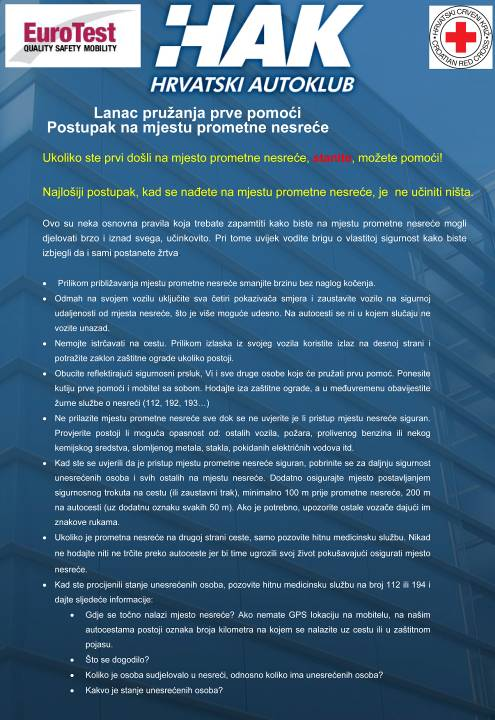 EuroTest
QUALITY SAFETY MOBILITY
HAK
HRVATSKI AUTOKLUB
HRVATSKI CRVENI KRIŽ
CROATIAN RED CROSS
Lanac pružanja prve pomoći
Postupak na mjestu prometne nesreće
Ukoliko ste prvi došli na mjesto prometne nesreće, stanite, možete pomoći!
Najlošiji postupak, kad se nađete na mjestu prometne nesreće, je ne učiniti ništa.
Ovo su neka osnovna pravila koja trebate zapamtiti kako biste na mjestu prometne nesreće mogli
djelovati brzo i iznad svega, učinkovito. Pri tome uvijek vodite brigu o vlastitoj sigurnost kako biste
izbjegli da i sami postanete žrtva
• Prilikom približavanja mjestu prometne nesreće smanjite brzinu bez naglog kočenja.
• Odmah na svojem vozilu uključite sva četiri pokazivača smjera i zaustavite vozilo na sigurnoj
udaljenosti od mjesta nesreće, što je više moguće udesno. Na autocesti se ni u kojem slučaju ne
vozite unazad.
• Nemojte istrčavati na cestu. Prilikom izlaska iz svojeg vozila koristite izlaz na desnoj strani i
potražite zaklon zaštitne ograde ukoliko postoji.
• Obucite reflektirajući sigurnosni prsluk, Vi i sve druge osobe koje će pružati prvu pomoć. Ponesite
kutiju prve pomoći i mobitel sa sobom. Hodajte iza zaštitne ograde, a u međuvremenu obavijestite
žurne službe o nesreći (112, 192, 193…)
• Ne prilazite mjestu prometne nesreće sve dok se ne uvjerite je li pristup mjestu nesreće siguran.
Provjerite postoji li moguća opasnost od: ostalih vozila, požara, prolivenog benzina ili nekog
kemijskog sredstva, slomljenog metala, stakla, pokidanih električnih vodova itd.
• Kad ste se uvjerili da je pristup mjestu prometne nesreće siguran, pobrinite se za daljnju sigurnost
unesrećenih osoba i svih ostalih na mjestu nesreće. Dodatno osigurajte mjesto postavljanjem
sigurnosnog trokuta na cestu (ili zaustavni trak), minimalno 100 m prije prometne nesreće, 200 m
na autocesti (uz dodatnu oznaku svakih 50 m). Ako je potrebno, upozorite ostale vozače dajući im
znakove rukama.
• Ukoliko je prometna nesreća na drugoj strani ceste, samo pozovite hitnu medicinsku službu. Nikad
ne hodajte niti ne trčite preko autoceste jer bi time ugrozili svoj život pokušavajući osigurati mjesto
nesreće.
• Kad ste procijenili stanje unesrećenih osoba, pozovite hitnu medicinsku službu na broj 112 ili 194 i
dajte sljedeće informacije:
• Gdje se točno nalazi mjesto nesreće? Ako nemate GPS lokaciju na mobitelu, na našim
autocestama postoji oznaka broja kilometra na kojem se nalazite uz cestu ili u zaštitnom
pojasu.
• Što se dogodilo?
• Koliko je osoba sudjelovalo u nesreći, odnosno koliko ima unesrećenih osoba?
• Kakvo je stanje unesrećenih osoba?